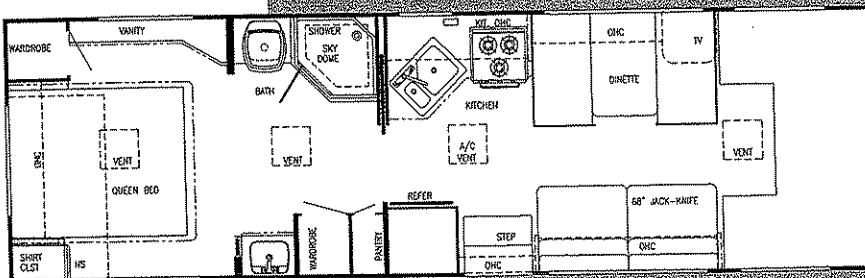 WARDROBE
VANITY
SHOWER
SKY
DOME
BATH
KIT. OHC
KITCHEN
OHC
TV
DINETTE
OHC
VENT
QUEEN BED
VENT
A/C
VENT
VENT
SHIRT
CLST
NS
WARDROBE
PANTRY
REFER
STEP
OHC
68" JACK-KNIFE
OHC